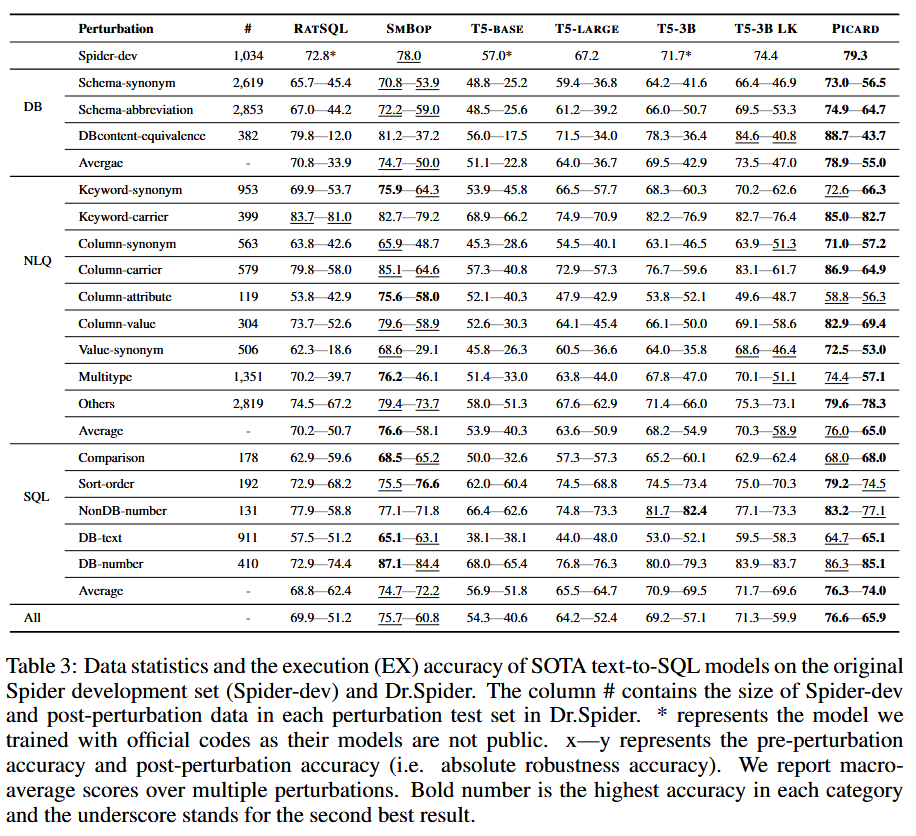 Perturbation # RATSQL SMBOP T5-BASE T5-LARGE T5-3B T5-3B LK PICARD
Spider-dev 1,034 72.8* 78.0 57.0* 67.2 71.7* 74.4 79.3
DB
Schema-synonym 2,619 65.7—45.4 70.8—53.9 48.8—25.2 59.4—36.8 64.2—41.6 66.4—46.9 73.0—56.5
Schema-abbreviation 2,853 67.0—44.2 72.2—59.0 48.5—25.6 61.2—39.2 66.0—50.7 69.5—53.3 74.9—64.7
DBcontent-equivalence 382 79.8—12.0 81.2—37.2 56.0—17.5 71.5—34.0 78.3—36.4 84.6—40.8 88.7—43.7
Avergae - 70.8—33.9 74.7—50.0 51.1—22.8 64.0—36.7 69.5—42.9 73.5—47.0 78.9—55.0
NLQ
Keyword-synonym 953 69.9—53.7 75.9—64.3 53.9—45.8 66.5—57.7 68.3—60.3 70.2—62.6 72.6—66.3
Keyword-carrier 399 83.7—81.0 82.7—79.2 68.9—66.2 74.9—70.9 82.2—76.9 82.7—76.4 85.0—82.7
Column-synonym 563 63.8—42.6 65.9—48.7 45.3—28.6 54.5—40.1 63.1—46.5 63.9—51.3 71.0—57.2
Column-carrier 579 79.8—58.0 85.1—64.6 57.3—40.8 72.9—57.3 76.7—59.6 83.1—61.7 86.9—64.9
Column-attribute 119 53.8—42.9 75.6—58.0 52.1—40.3 47.9—42.9 53.8—52.1 49.6—48.7 58.8—56.3
Column-value 304 73.7—52.6 79.6—58.9 52.6—30.3 64.1—45.4 66.1—50.0 69.1—58.6 82.9—69.4
Value-synonym 506 62.3—18.6 68.6—29.1 45.8—26.3 60.5—36.6 64.0—35.8 68.6—46.4 72.5—53.0
Multitype 1,351 70.2—39.7 76.2—46.1 51.4—33.0 63.8—44.0 67.8—47.0 70.1—51.1 74.4—57.1
Others 2,819 74.5—67.2 79.4—73.7 58.0—51.3 67.6—62.9 71.4—66.0 75.3—73.1 79.6—78.3
Average - 70.2—50.7 76.6—58.1 53.9—40.3 63.6—50.9 68.2—54.9 70.3—58.9 76.0—65.0
SQL
Comparison 178 62.9—59.6 68.5—65.2 50.0—32.6 57.3—57.3 65.2—60.1 62.9—62.4 68.0—68.0
Sort-order 192 72.9—68.2 75.5—76.6 62.0—60.4 74.5—68.8 74.5—73.4 75.0—70.3 79.2—74.5
NonDB-number 131 77.9—58.8 77.1—71.8 66.4—62.6 74.8—73.3 81.7—82.4 77.1—73.3 83.2—77.1
DB-text 911 57.5—51.2 65.1—63.1 38.1—38.1 44.0—48.0 53.0—52.1 59.5—58.3 64.7—65.1
DB-number 410 72.9—74.4 87.1—84.4 68.0—65.4 76.8—76.3 80.0—79.3 83.9—83.7 86.3—85.1
Average - 68.8—62.4 74.7—72.2 56.9—51.8 65.5—64.7 70.9—69.5 71.7—69.6 76.3—74.0
All - 69.9—51.2 75.7—60.8 54.3—40.6 64.2—52.4 69.2—57.1 71.3—59.9 76.6—65.9
Table 3: Data statistics and the execution (EX) accuracy of SOTA text-to-SQL models on the original
Spider development set (Spider-dev) and Dr.Spider. The column # contains the size of Spider-dev
and post-perturbation data in each perturbation test set in Dr.Spider. * represents the model we
trained with official codes as their models are not public. x—y represents the pre-perturbation
accuracy and post-perturbation accuracy (i.e. absolute robustness accuracy). We report macro-
average scores over multiple perturbations. Bold number is the highest accuracy in each category
and the underscore stands for the second best result.